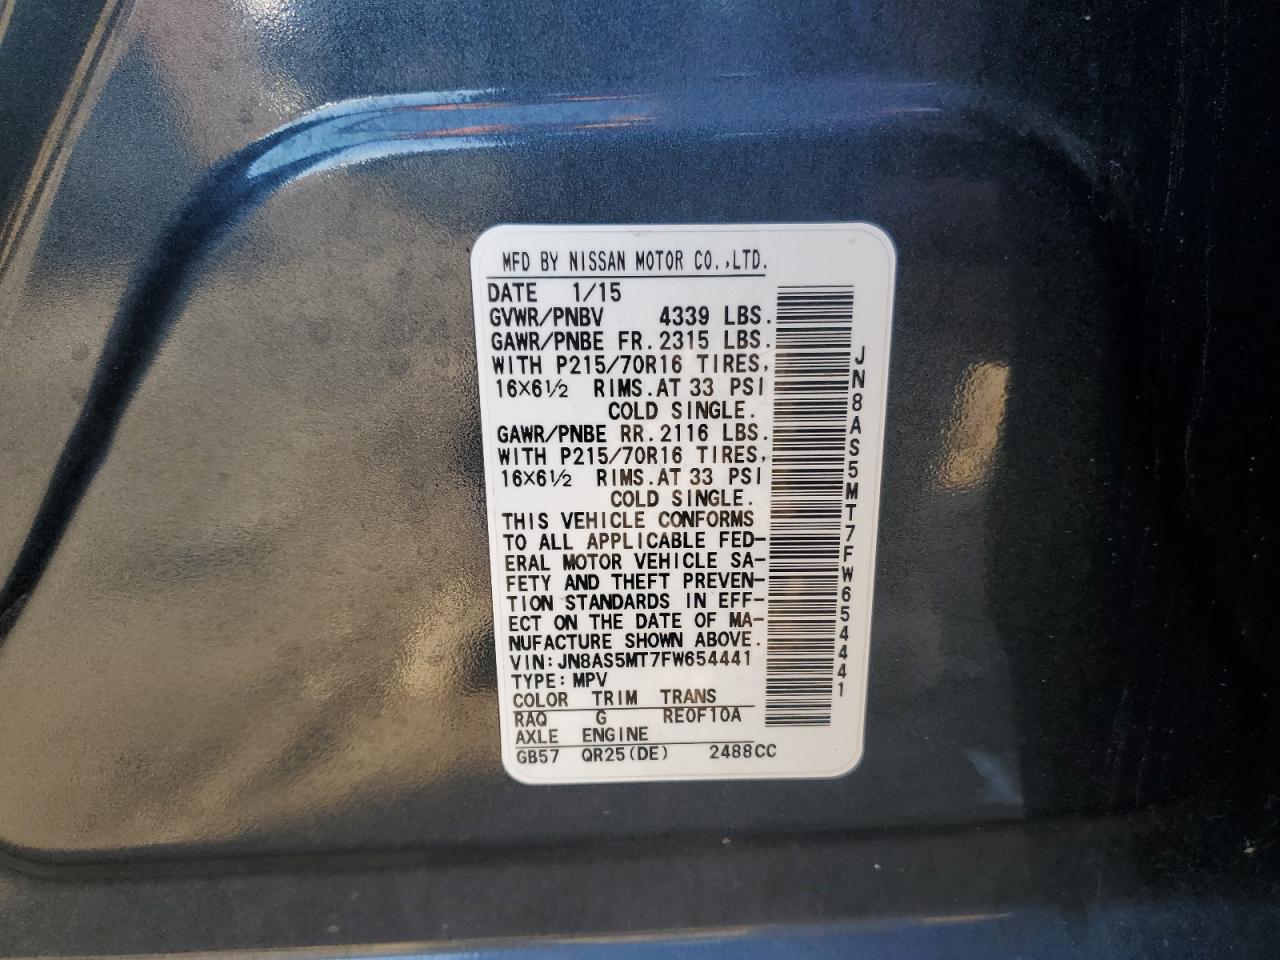 MFD BY NISSAN MOTOR CO.,LTD.
DATE 1/15
GVWR/PNBV 4339 LBS.
GAWR/PNBE FR. 2315 LBS.
WITH P215/70R16 TIRES,
16×6½ RIMS. AT 33 PSI
COLD SINGLE.
GAWR/PNBE RR. 2116 LBS.
WITH P215/70R16 TIRES,
16×6½ RIMS. AT 33 PSI
COLD SINGLE.
THIS VEHICLE CONFORMS
TO ALL APPLICABLE FED-
ERAL MOTOR VEHICLE SA-
FETY AND THEFT PREVEN-
TION STANDARDS IN EFF-
ECT ON THE DATE OF MA-
NUFACTURE SHOWN ABOVE.
VIN: JN8AS5MT7FW654441
TYPE: MPV
COLOR TRIM TRANS
RAQ G RE0F10A
AXLE ENGINE
GB57 QR25(DE) 2488CC
JN8AS5MT7FW654441